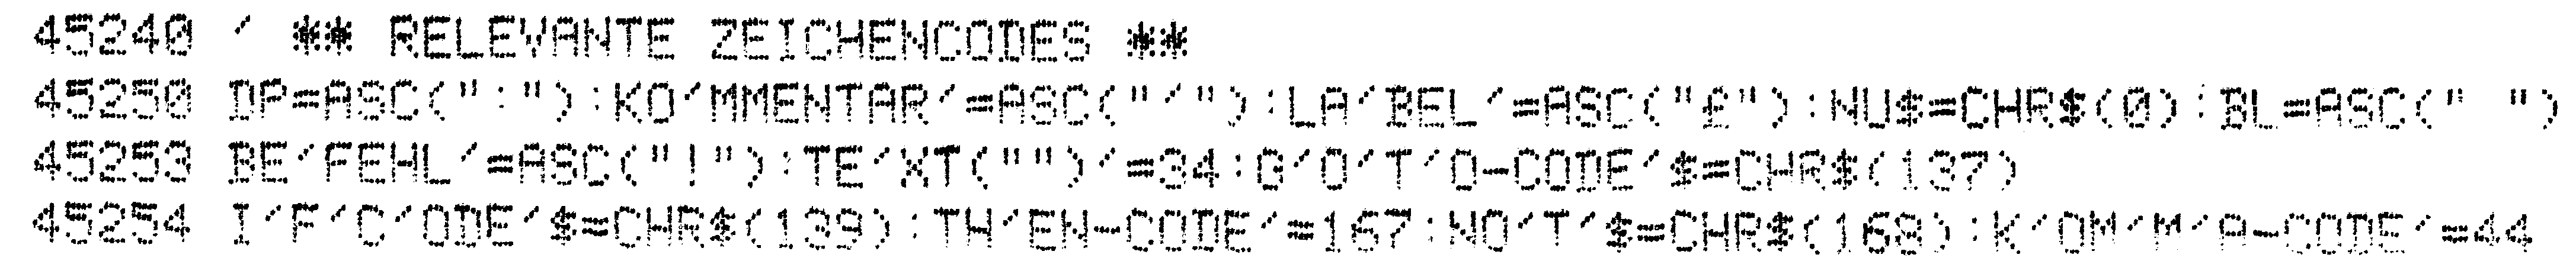 45240 ' ** RELEVANTE ZEICHENCODES **
45250 DP=ASC(":"):KO'MMENTAR'=ASC("'"):LA'BEL'=ASC("£"):NU$=CHR$(0):BL=ASC(" ")
45253 BE'FEHL'=ASC("!"):TE'XT("")'=34:G'O'T'O-CODE'$=CHR$(137)
45254 I'F'C'ODE'$=CHR$(139):TH'EN-CODE'=167:NO'T'$=CHR$(168):K'OM'M'A-CODE'=44